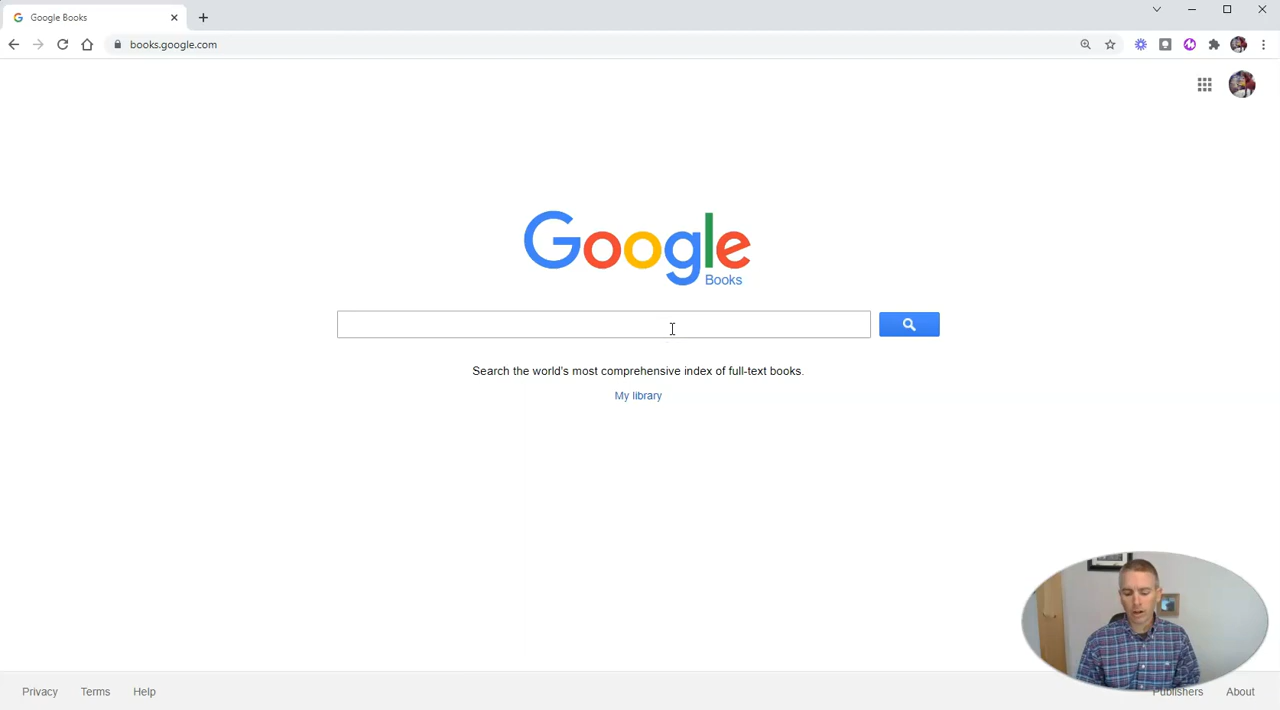 Google Books
books.google.com
Google
Books
Search the world's most comprehensive index of full-text books.
My library
Privacy Terms Help Publishers About